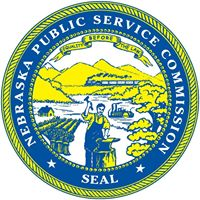 NEBRASKA PUBLIC SERVICE COMMISSION
EQUALITY BEFORE THE LAW
SEAL